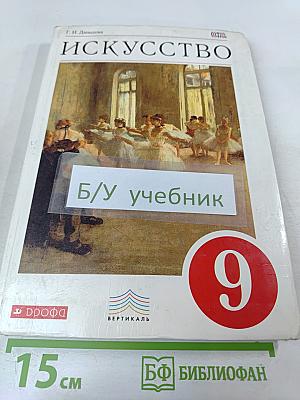 Г. И. Данилова
ИСКУССТВО
Б/У учебник
9
ДРОФА
ВЕРТИКАЛЬ
15 см
БФ БИБЛИОФАН